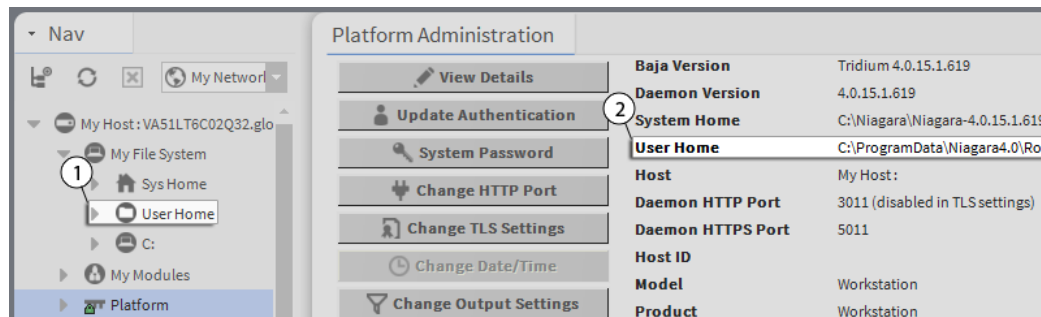 Nav
My Networl
My Host : VA51LT6C02Q32.glo
My File System
1
Sys Home
User Home
C:
My Modules
Platform
Platform Administration
View Details
Update Authentication
System Password
Change HTTP Port
Change TLS Settings
Change Date/Time
Change Output Settings
2
Baja Version Tridium 4.0.15.1.619
Daemon Version 4.0.15.1.619
System Home C:\Niagara\Niagara-4.0.15.1.619
User Home C:\ProgramData\Niagara4.0\Ro
Host My Host :
Daemon HTTP Port 3011 (disabled in TLS settings)
Daemon HTTPS Port 5011
Host ID
Model Workstation
Product Workstation